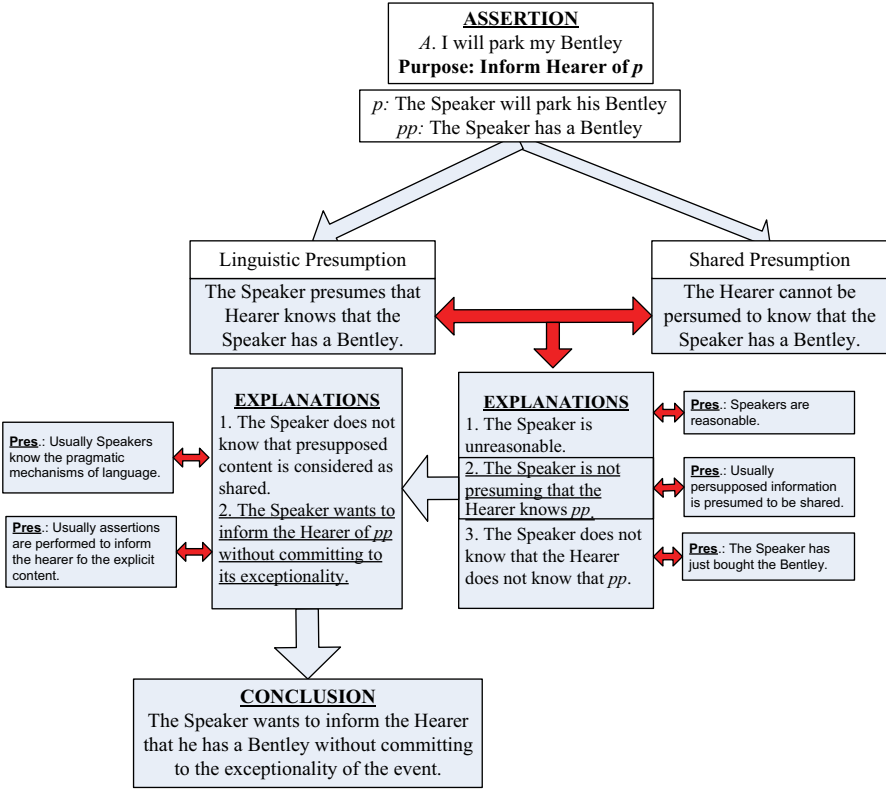 ASSERTION
A. I will park my Bentley
Purpose: Inform Hearer of p
p: The Speaker will park his Bentley
pp: The Speaker has a Bentley
Linguistic Presumption
The Speaker presumes that
Hearer knows that the
Speaker has a Bentley.
Shared Presumption
The Hearer cannot be
persumed to know that the
Speaker has a Bentley.
EXPLANATIONS
1. The Speaker is
unreasonable.
2. The Speaker is not
presuming that the
Hearer knows pp.
3. The Speaker does not
know that the Hearer
does not know that pp.
Pres.: Speakers are
reasonable.
Pres.: Usually
persupposed information
is presumed to be shared.
Pres.: The Speaker has
just bought the Bentley.
EXPLANATIONS
1. The Speaker does not
know that presupposed
content is considered as
shared.
2. The Speaker wants to
inform the Hearer of pp
without committing to
its exceptionality.
Pres.: Usually Speakers
know the pragmatic
mechanisms of language.
Pres.: Usually assertions
are performed to inform
the hearer fo the explicit
content.
CONCLUSION
The Speaker wants to inform the Hearer
that he has a Bentley without committing
to the exceptionality of the event.